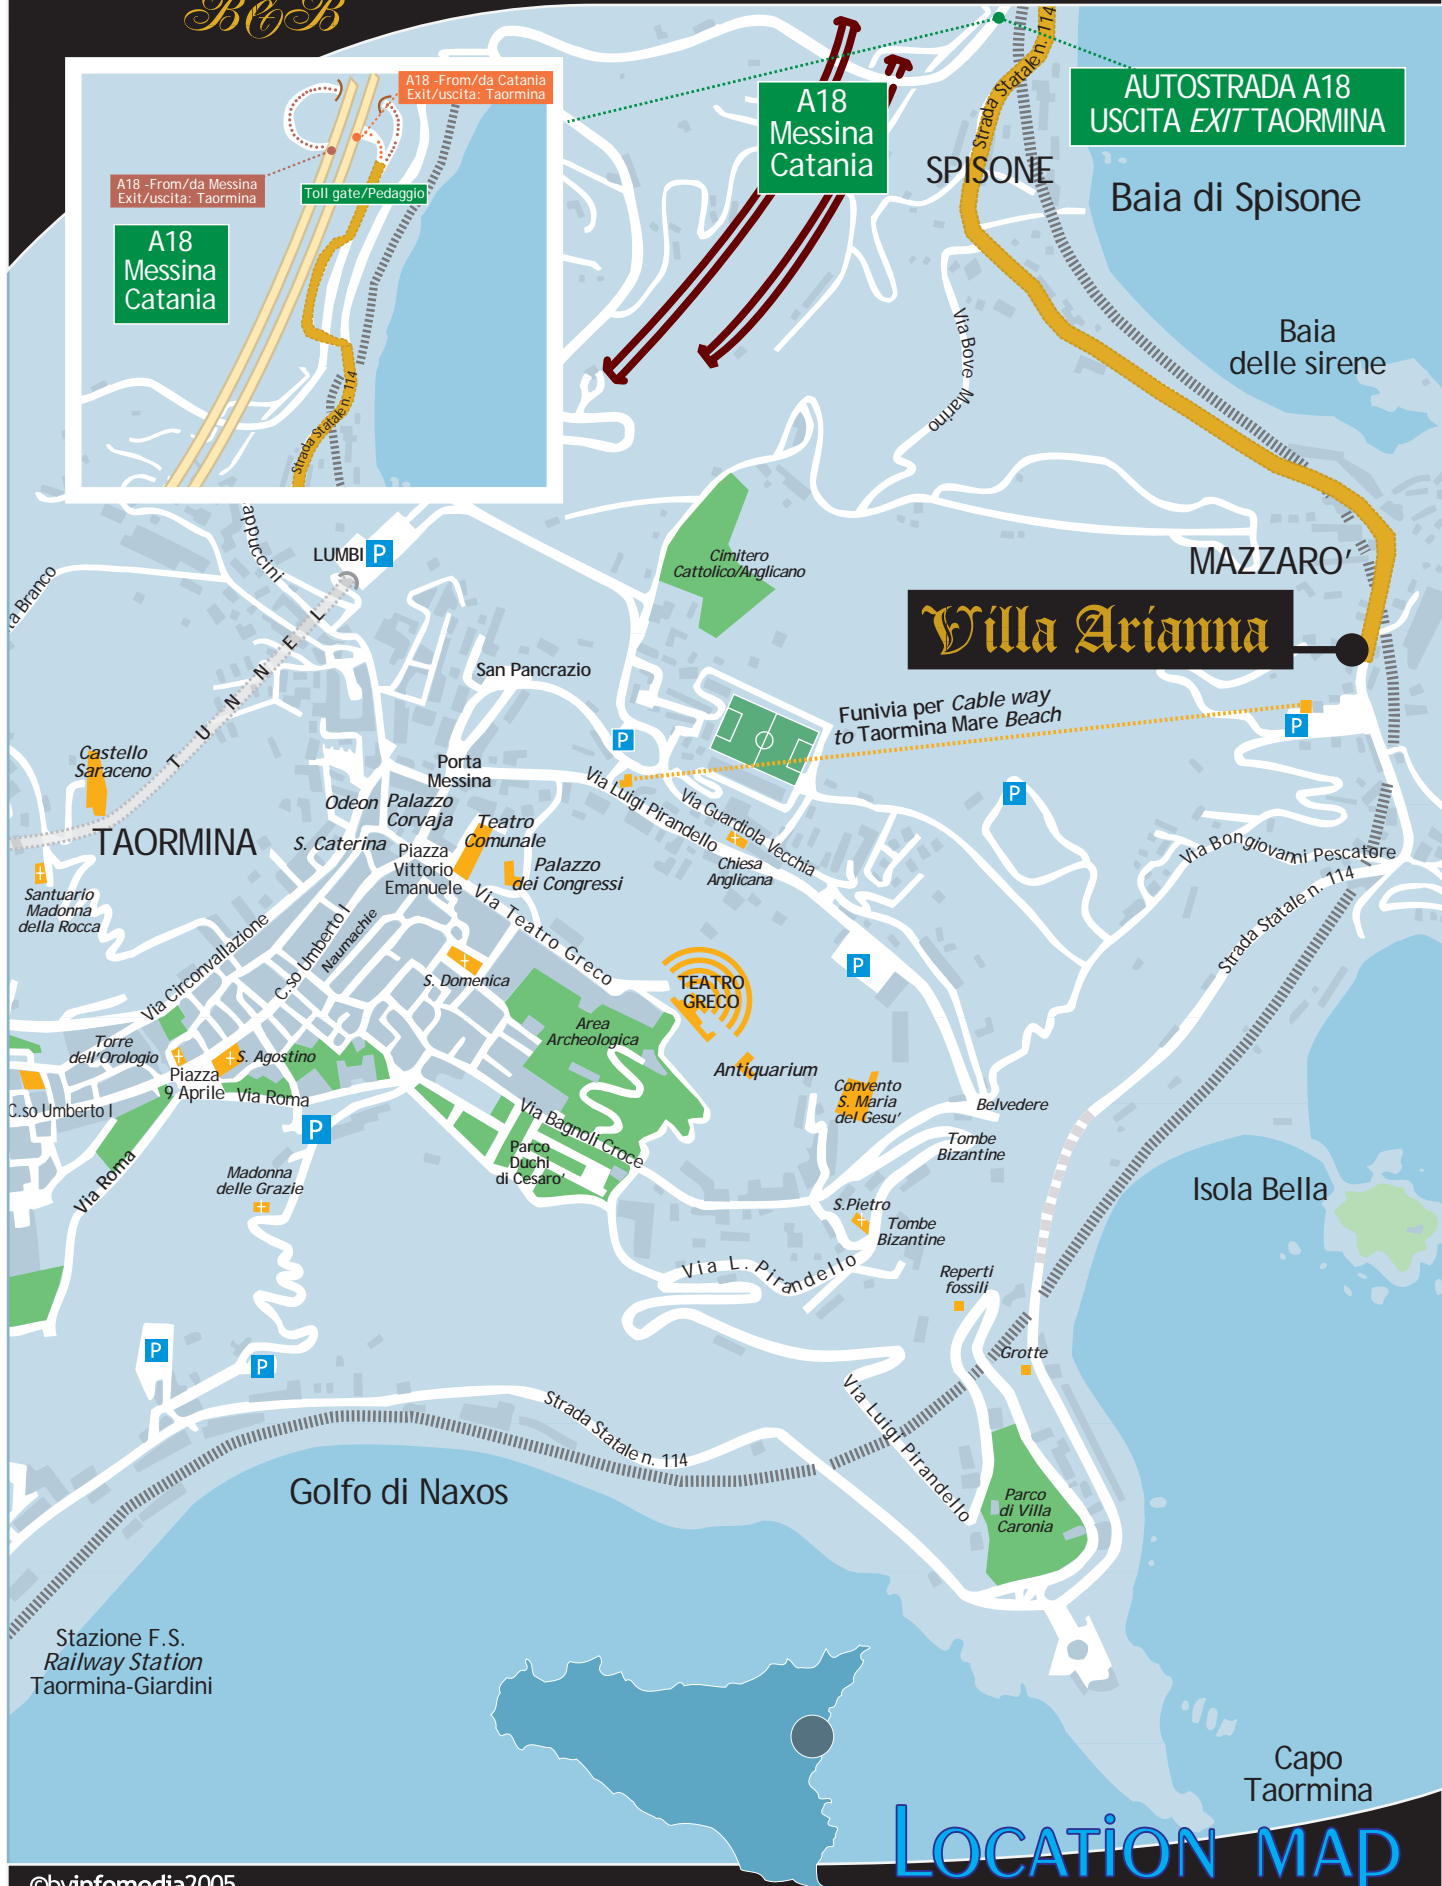 B&B
A18 -From/da Catania
Exit/uscita: Taormina
A18 -From/da Messina
Exit/uscita: Taormina
Toll gate/Pedaggio
A18
Messina
Catania
Strada Statale n. 114
A18
Messina
Catania
Strada Statale n. 114
AUTOSTRADA A18
USCITA EXIT TAORMINA
SPISONE
Baia di Spisone
Via Bove Marino
Baia
delle sirene
appuccini
LUMBI P
ta Branco
TUNNEL
Cimitero
Cattolico/Anglicano
MAZZARO'
Villa Arianna
San Pancrazio
Funivia per Cable way
to Taormina Mare Beach
P
P
P
Castello
Saraceno
Porta
Messina
Odeon
Palazzo
Corvaja
Via Luigi Pirandello
Via Guardiola Vecchia
Teatro
Comunale
TAORMINA
S. Caterina
Piazza
Vittorio
Emanuele
Palazzo
dei Congressi
Chiesa
Anglicana
Via Bongiovanni Pescatore
Strada Statale n. 114
Santuario
Madonna
della Rocca
Via Circonvallazione
C.so Umberto I
Naumachie
Via Teatro Greco
S. Domenica
TEATRO
GRECO
P
Area
Archeologica
Torre
dell'Orologio
S. Agostino
Piazza
9 Aprile
Via Roma
Antiquarium
Convento
S. Maria
del Gesu'
Belvedere
C.so Umberto I
P
Via Bagnoli Croce
Parco
Duchi
di Cesaro'
Tombe
Bizantine
Via Roma
Madonna
delle Grazie
S.Pietro
Tombe
Bizantine
Isola Bella
Via L. Pirandello
Reperti
fossili
P
P
Grotte
Strada Statale n. 114
Via Luigi Pirandello
Golfo di Naxos
Parco
di Villa
Caronia
Stazione F.S.
Railway Station
Taormina-Giardini
Capo
Taormina
LOCATION MAP
©byinfomedia2005